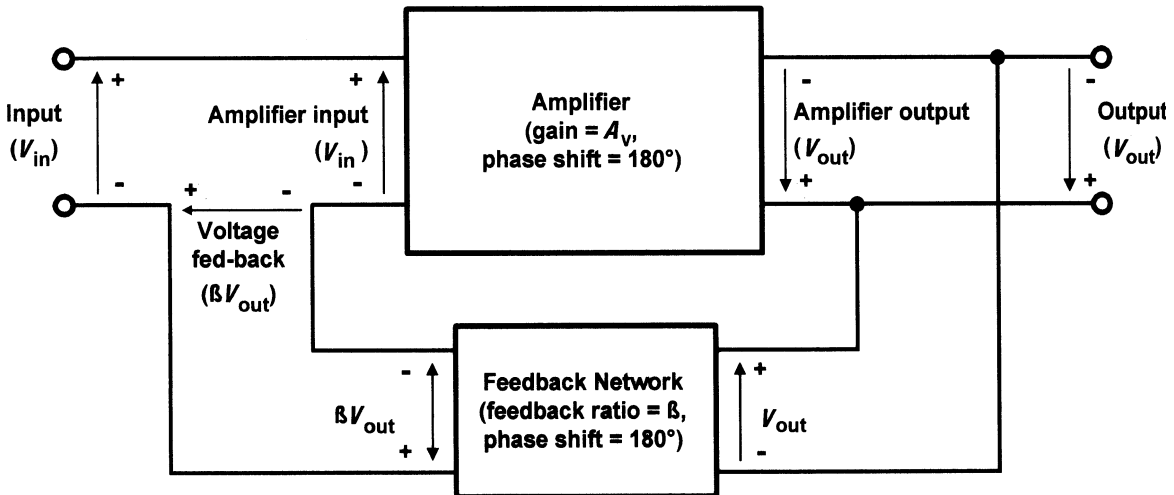 +
+
-
-
Input
Amplifier input
Amplifier
Amplifier output
Output
(Vin)
(Vin )
(gain = Av,
(Vout)
(Vout)
phase shift = 180°)
-
+
-
-
+
+
Voltage
fed-back
(ßVout)
-
Feedback Network
+
ßVout
(feedback ratio = ß,
Vout
+
phase shift = 180°)
-